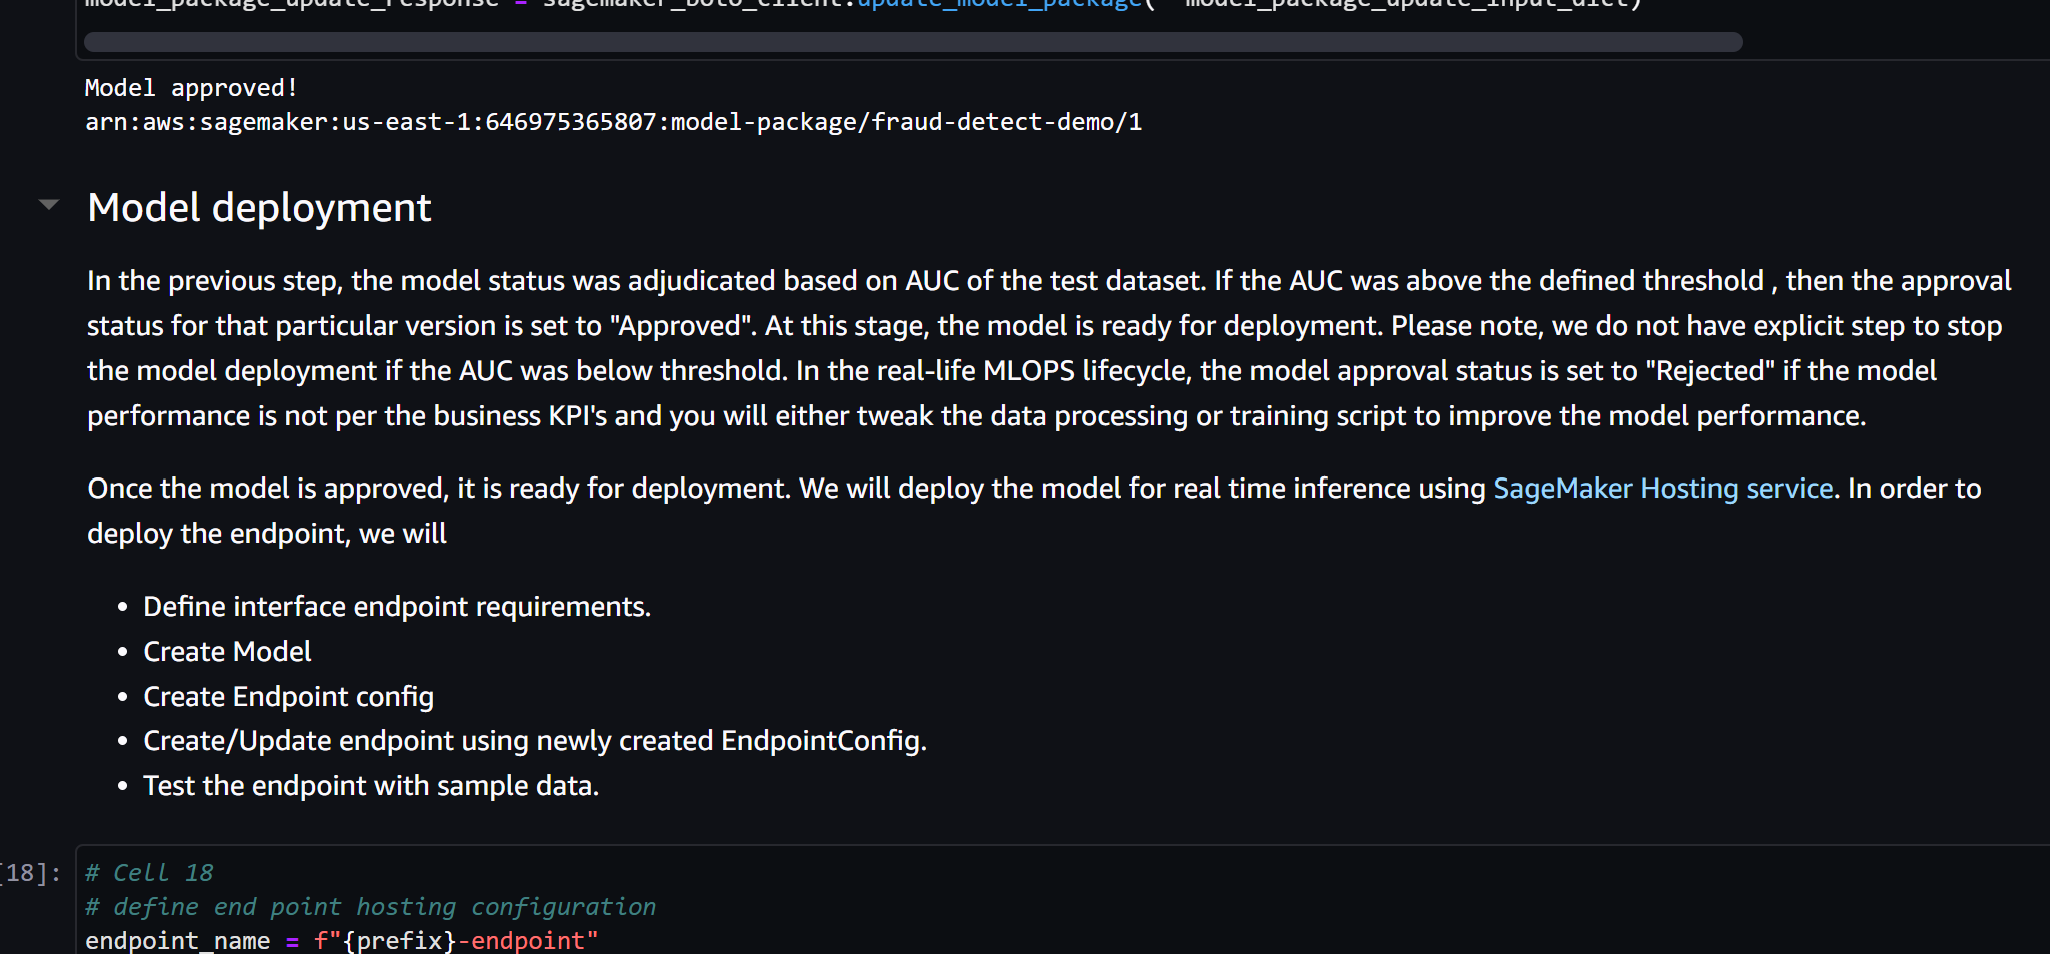 model_package_update_response = sagemaker_boto_client.update_model_package(**model_package_update_input_dict)
Model approved!
arn:aws:sagemaker:us-east-1:646975365807:model-package/fraud-detect-demo/1
Model deployment
In the previous step, the model status was adjudicated based on AUC of the test dataset. If the AUC was above the defined threshold , then the approval
status for that particular version is set to "Approved". At this stage, the model is ready for deployment. Please note, we do not have explicit step to stop
the model deployment if the AUC was below threshold. In the real-life MLOPS lifecycle, the model approval status is set to "Rejected" if the model
performance is not per the business KPI's and you will either tweak the data processing or training script to improve the model performance.
Once the model is approved, it is ready for deployment. We will deploy the model for real time inference using SageMaker Hosting service. In order to
deploy the endpoint, we will
• Define interface endpoint requirements.
• Create Model
• Create Endpoint config
• Create/Update endpoint using newly created EndpointConfig.
• Test the endpoint with sample data.
[18]:
# Cell 18
# define end point hosting configuration
endpoint_name = f"{prefix}-endpoint"